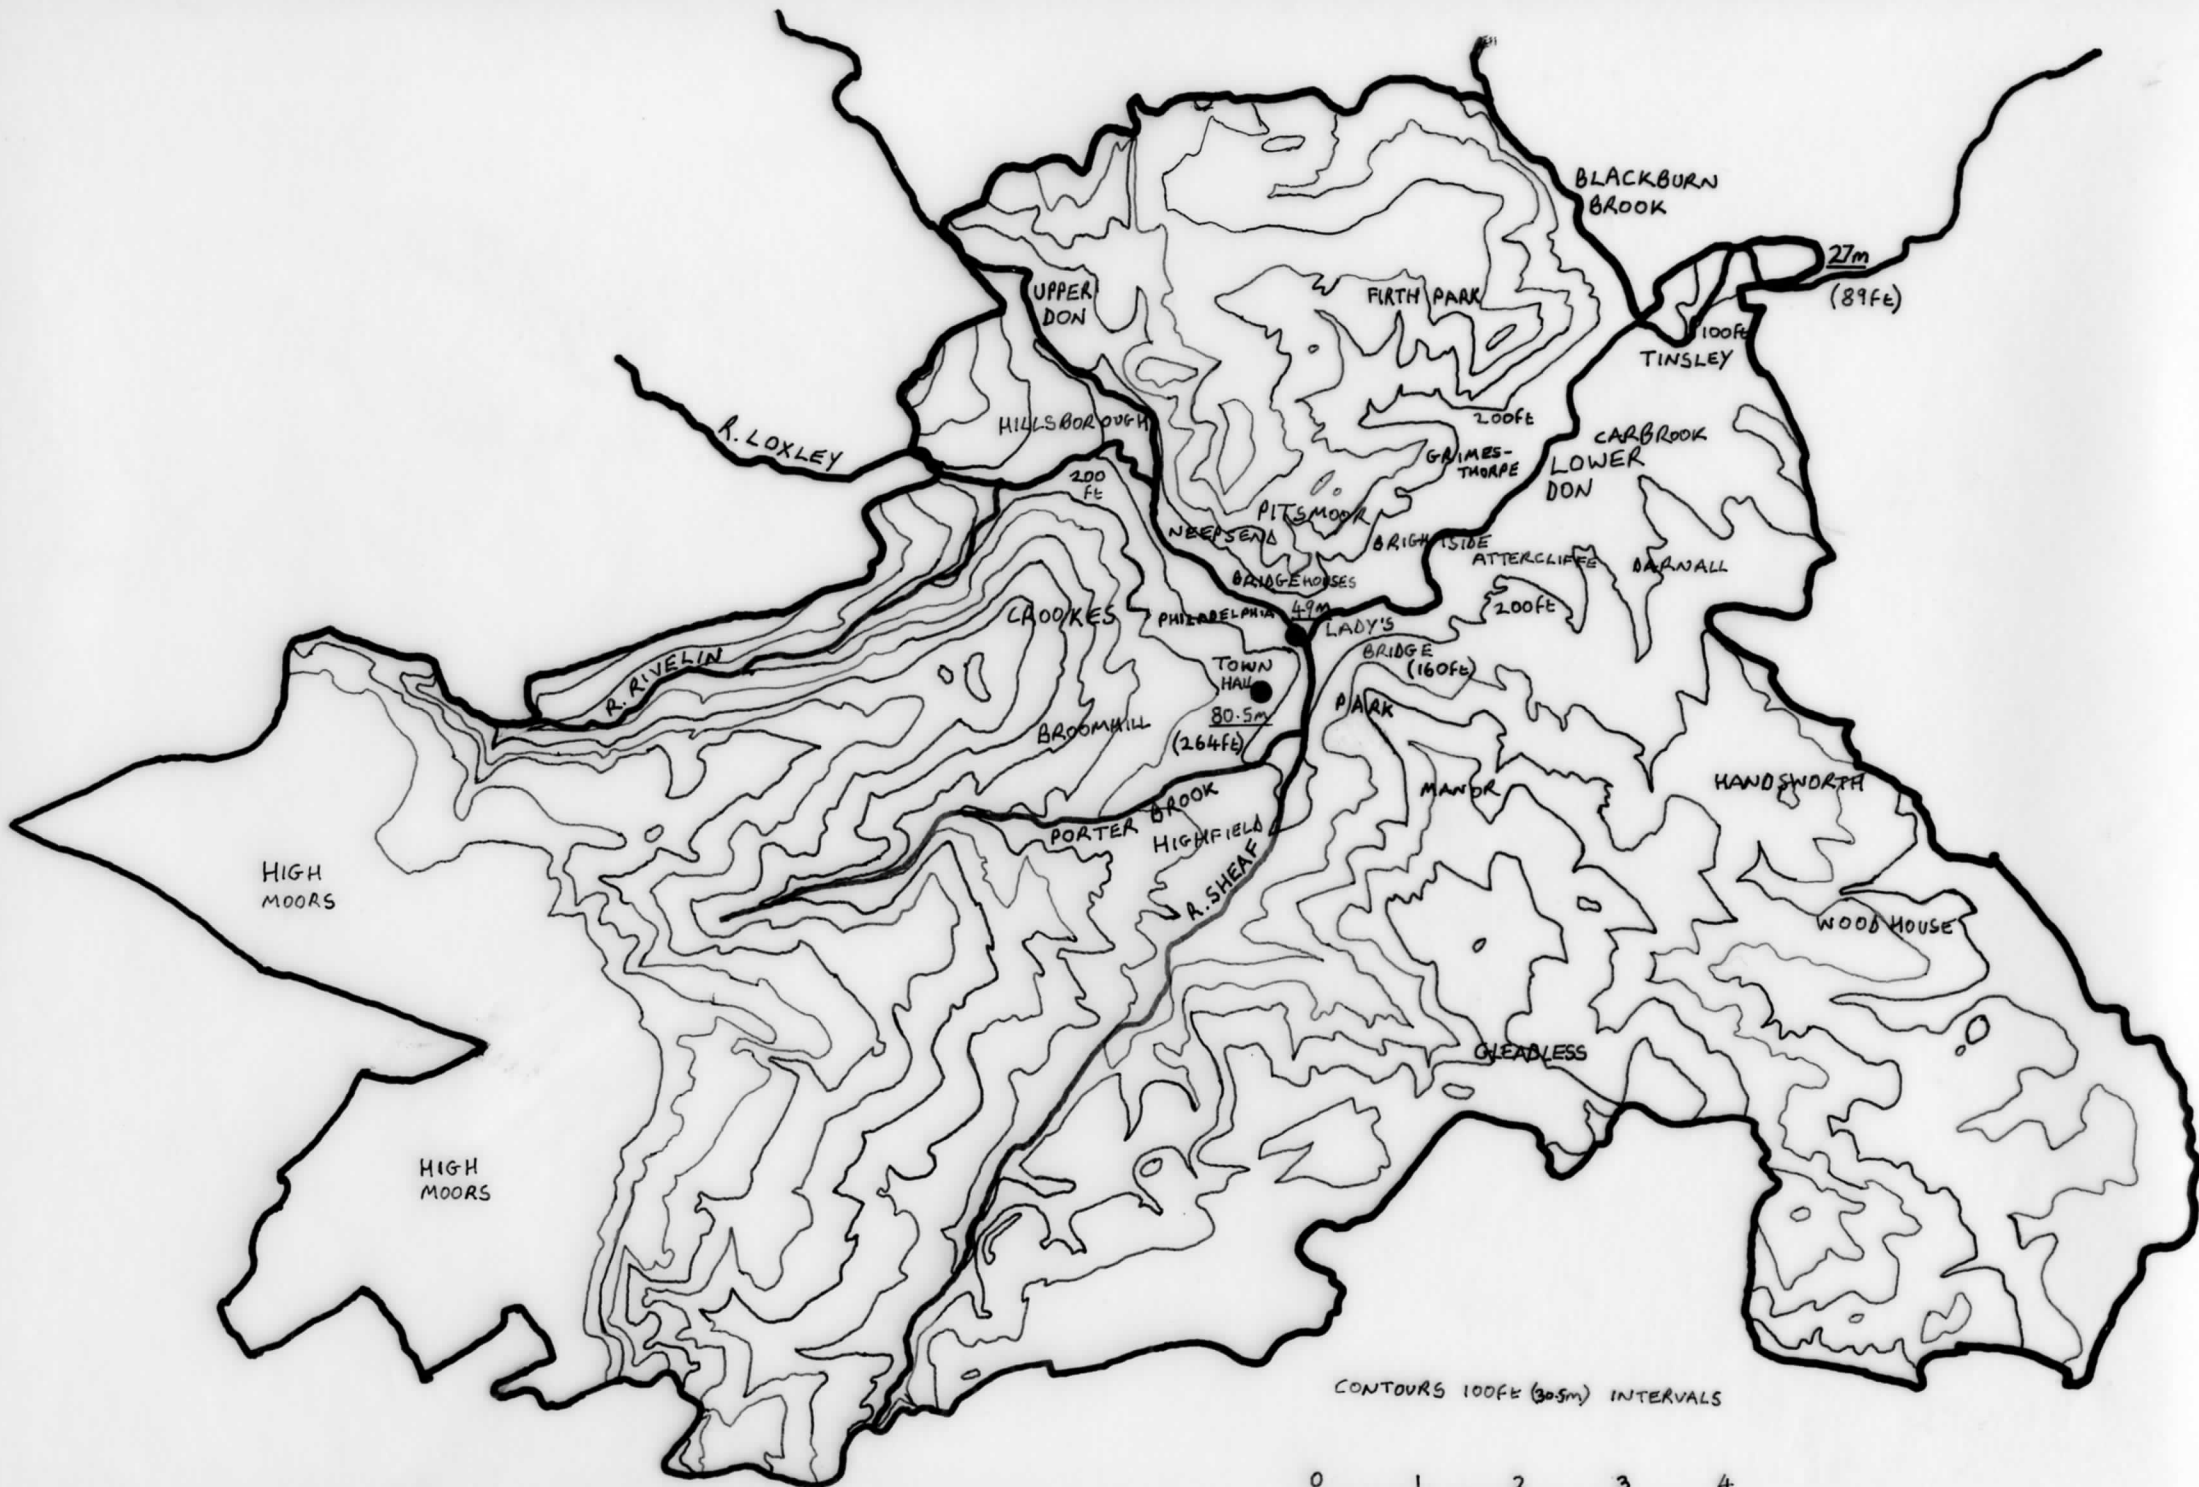 BLACKBURN
BROOK
27m
(89ft)
UPPER
DON
FIRTH PARK
100ft
TINSLEY
HILLSBOROUGH
R. LOXLEY
200ft
CARBROOK
GRIMES-
THORPE
LOWER
DON
200
ft
PITSMOOR
NEEPSEND
BRIGHTSIDE
ATTERCLIFFE
DARNALL
BRIDGEHOUSES
CROOKES
PHILADELPHIA
49m
200ft
LADY'S
BRIDGE
(160ft)
R. RIVELIN
TOWN
HALL
80.5m
(264ft)
PARK
BROOMHILL
MANOR
HANDSWORTH
PORTER BROOK
HIGHFIELD
R. SHEAF
HIGH
MOORS
WOODHOUSE
GLEADLESS
HIGH
MOORS
CONTOURS 100FT (30.5m) INTERVALS
0 1 2 3 4